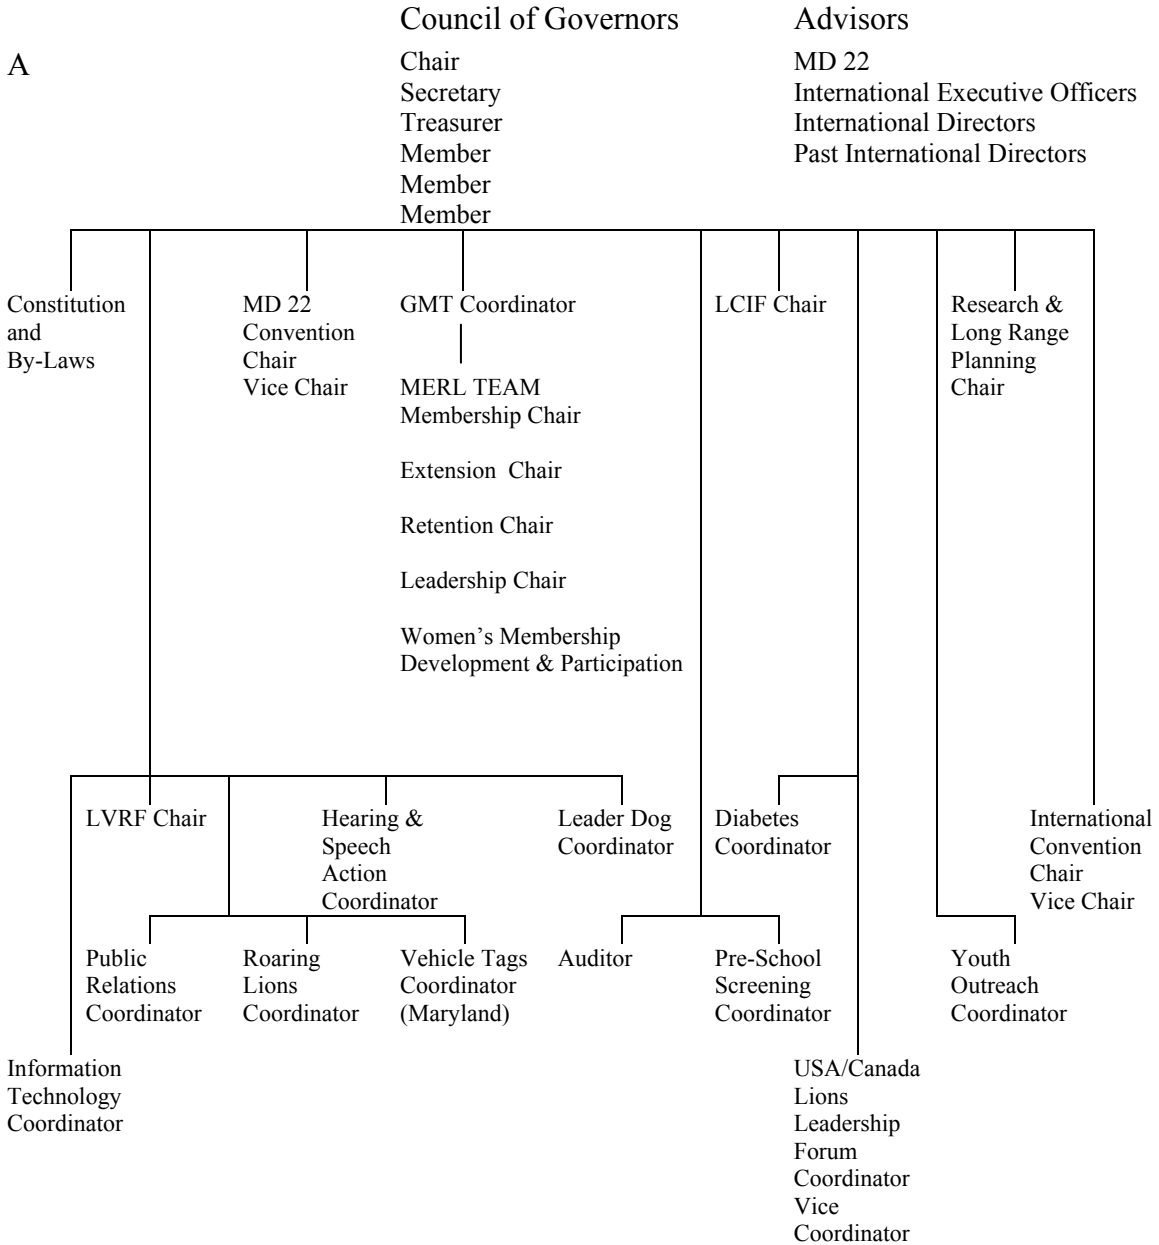 Council of Governors
Advisors
A
Chair
Secretary
Treasurer
Member
Member
Member
MD 22
International Executive Officers
International Directors
Past International Directors
Constitution
and
By-Laws
MD 22
Convention
Chair
Vice Chair
GMT Coordinator
MERL TEAM
Membership Chair
Extension  Chair
Retention Chair
Leadership Chair
Women’s Membership
Development & Participation
LCIF Chair
Research &
Long Range
Planning
Chair
LVRF Chair
Hearing &
Speech
Action
Coordinator
Leader Dog
Coordinator
Diabetes
Coordinator
International
Convention
Chair
Vice Chair
Public
Relations
Coordinator
Roaring
Lions
Coordinator
Vehicle Tags
Coordinator
(Maryland)
Auditor
Pre-School
Screening
Coordinator
Youth
Outreach
Coordinator
Information
Technology
Coordinator
USA/Canada
Lions
Leadership
Forum
Coordinator
Vice
Coordinator